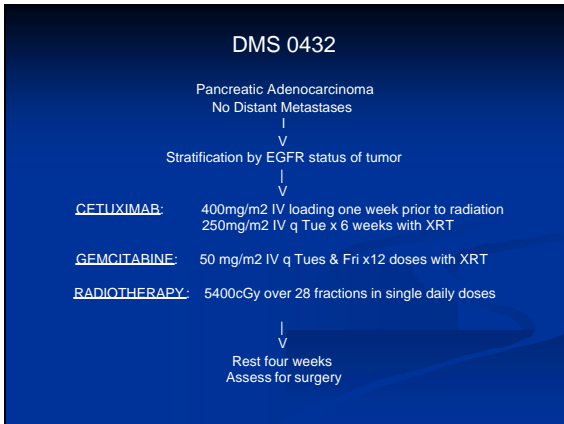 DMS 0432
Pancreatic Adenocarcinoma
No Distant Metastases
I
V
Stratification by EGFR status of tumor
|
V
CETUXIMAB: 400mg/m2 IV loading one week prior to radiation
250mg/m2 IV q Tue x 6 weeks with XRT
GEMCITABINE: 50 mg/m2 IV q Tues & Fri x12 doses with XRT
RADIOTHERAPY: 5400cGy over 28 fractions in single daily doses
|
V
Rest four weeks
Assess for surgery